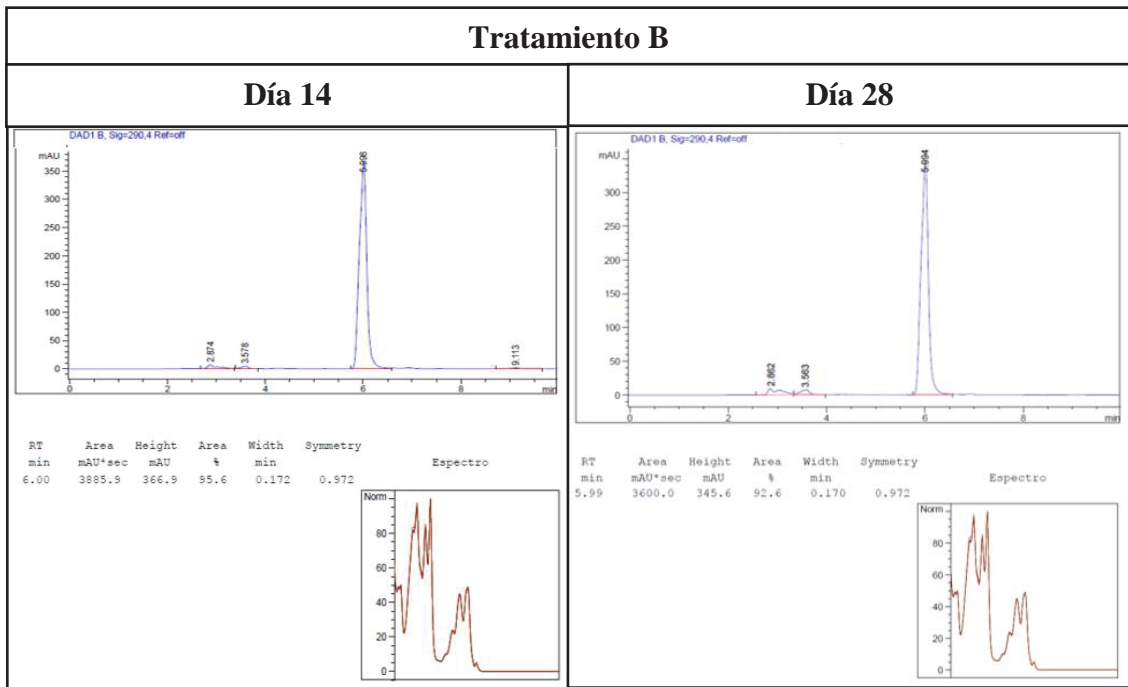 Tratamiento B
Día 14
DAD1 B, Sig=290,4 Ref=off
mAU
350
300
250
200
150
100
50
0
2.874
3.578
5.998
9.113
0 2 4 6 8 min
RT Area Height Area Width Symmetry
min mAU*sec mAU % min
6.00 3885.9 366.9 95.6 0.172 0.972
Espectro
Norm
80
60
40
20
0
Día 28
DAD1 B, Sig=290,4 Ref=off
mAU
300
250
200
150
100
50
0
2.862
3.563
5.994
0 2 4 6 8 min
RT Area Height Area Width Symmetry
min mAU*sec mAU % min
5.99 3600.0 345.6 92.6 0.170 0.972
Espectro
Norm
80
60
40
20
0